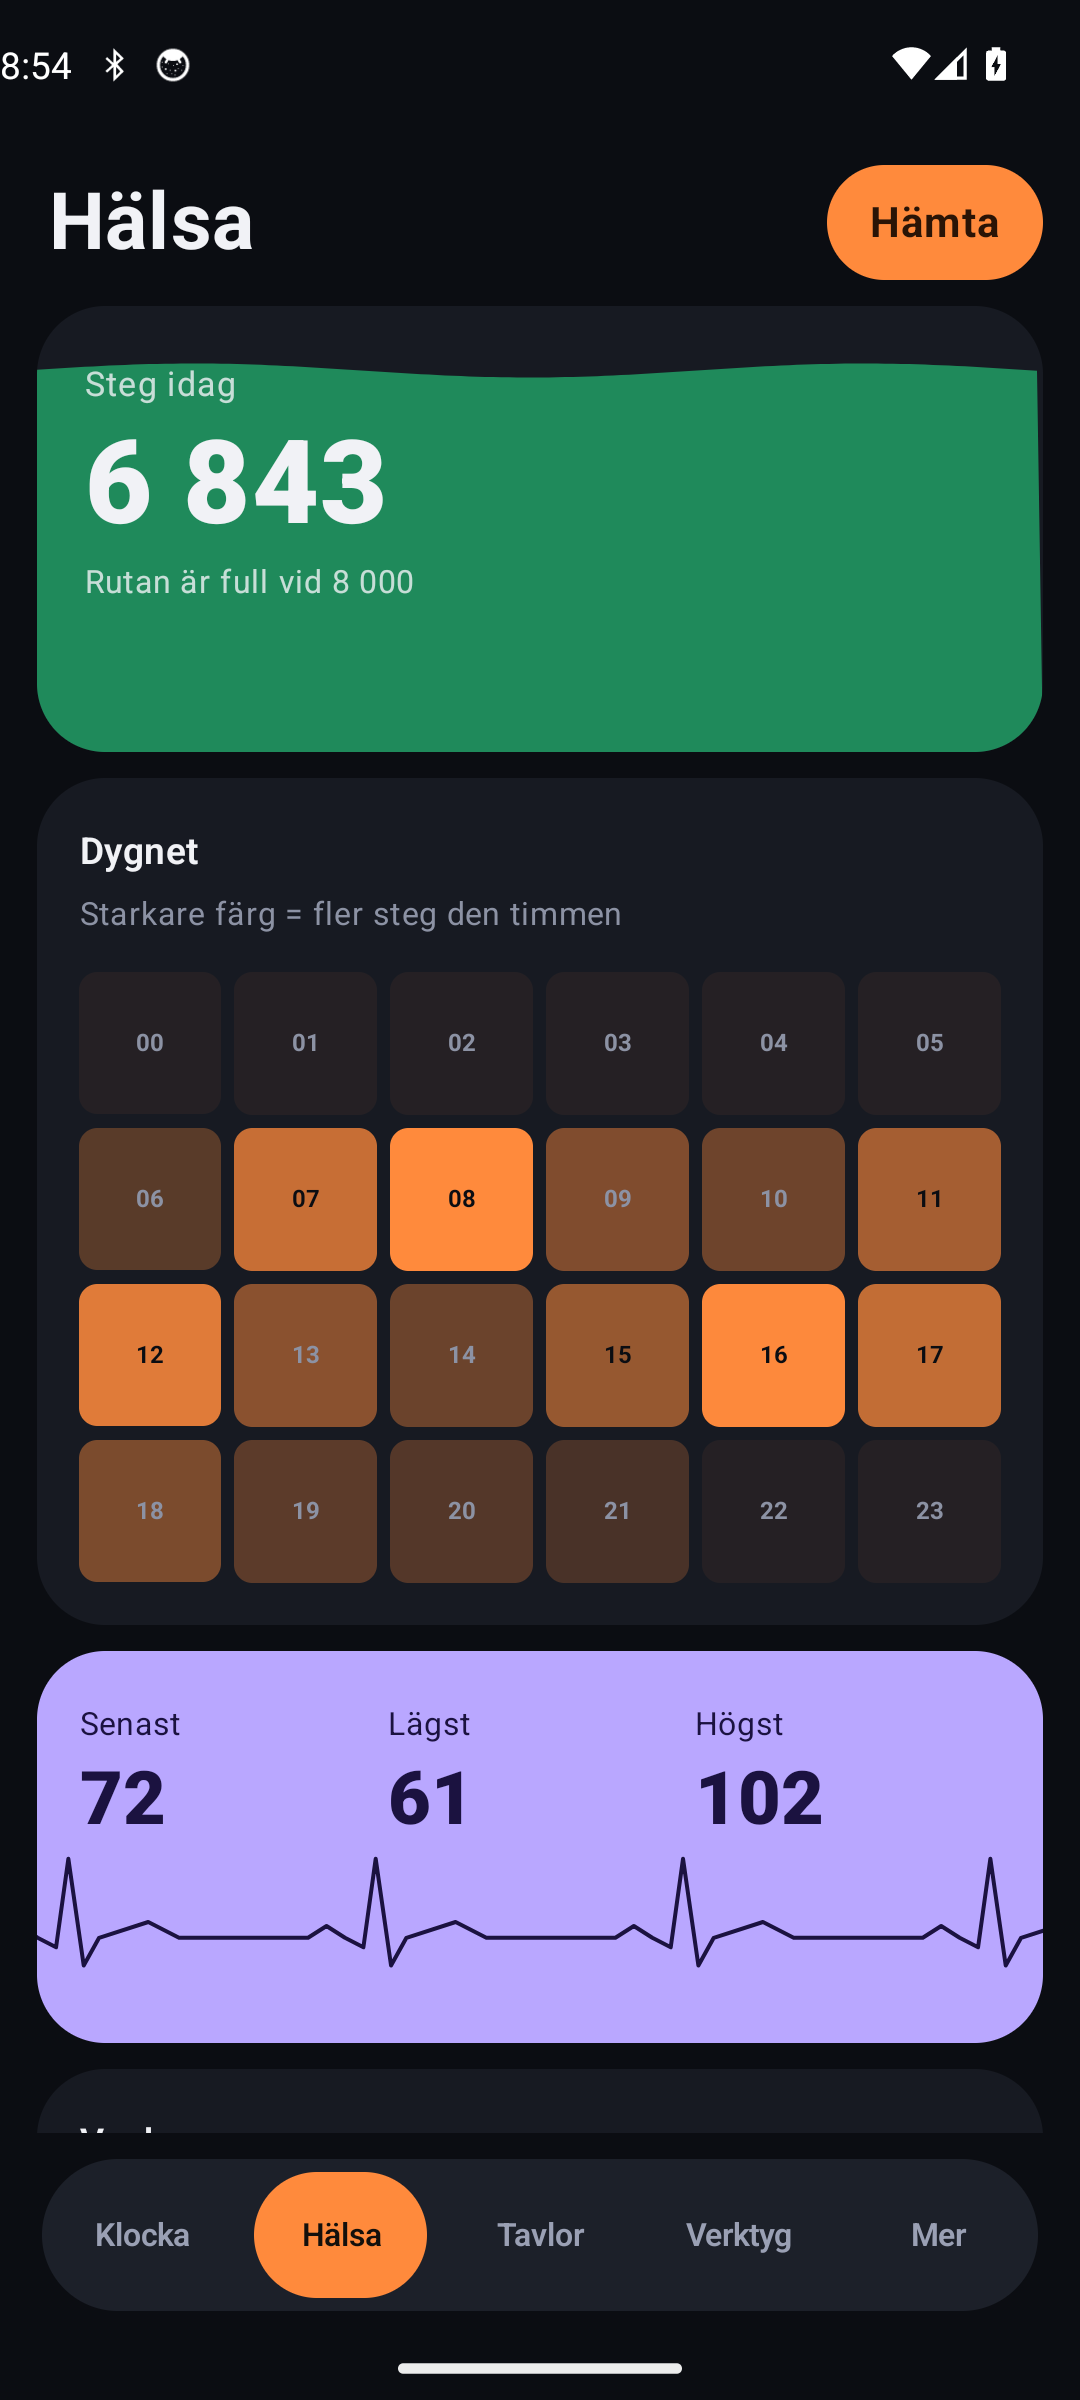 8:54
Hälsa
Hämta
Steg idag
6 843
Rutan är full vid 8 000
Dygnet
Starkare färg = fler steg den timmen
00 01 02 03 04 05
06 07 08 09 10 11
12 13 14 15 16 17
18 19 20 21 22 23
Senast Lägst Högst
72 61 102
Klocka Hälsa Tavlor Verktyg Mer